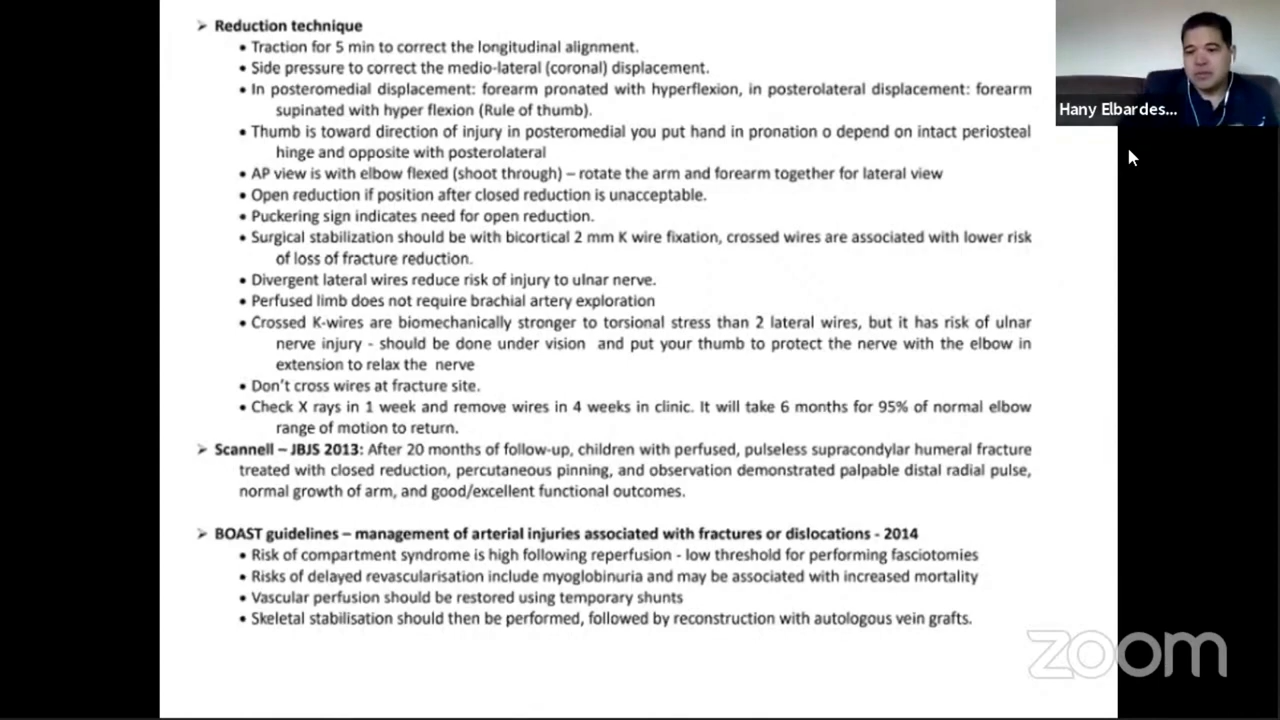 ➢ Reduction technique
• Traction for 5 min to correct the longitudinal alignment.
• Side pressure to correct the medio-lateral (coronal) displacement.
• In posteromedial displacement: forearm pronated with hyperflexion, in posterolateral displacement: forearm
supinated with hyper flexion (Rule of thumb).
• Thumb is toward direction of injury in posteromedial you put hand in pronation o depend on intact periosteal
hinge and opposite with posterolateral
• AP view is with elbow flexed (shoot through) – rotate the arm and forearm together for lateral view
• Open reduction if position after closed reduction is unacceptable.
• Puckering sign indicates need for open reduction.
• Surgical stabilization should be with bicortical 2 mm K wire fixation, crossed wires are associated with lower risk
of loss of fracture reduction.
• Divergent lateral wires reduce risk of injury to ulnar nerve.
• Perfused limb does not require brachial artery exploration
• Crossed K-wires are biomechanically stronger to torsional stress than 2 lateral wires, but it has risk of ulnar
nerve injury - should be done under vision and put your thumb to protect the nerve with the elbow in
extension to relax the nerve
• Don't cross wires at fracture site.
• Check X rays in 1 week and remove wires in 4 weeks in clinic. It will take 6 months for 95% of normal elbow
range of motion to return.
➢ Scannell – JBJS 2013: After 20 months of follow-up, children with perfused, pulseless supracondylar humeral fracture
treated with closed reduction, percutaneous pinning, and observation demonstrated palpable distal radial pulse,
normal growth of arm, and good/excellent functional outcomes.
➢ BOAST guidelines – management of arterial injuries associated with fractures or dislocations - 2014
• Risk of compartment syndrome is high following reperfusion - low threshold for performing fasciotomies
• Risks of delayed revascularisation include myoglobinuria and may be associated with increased mortality
• Vascular perfusion should be restored using temporary shunts
• Skeletal stabilisation should then be performed, followed by reconstruction with autologous vein grafts.
Hany Elbardes...
zoom